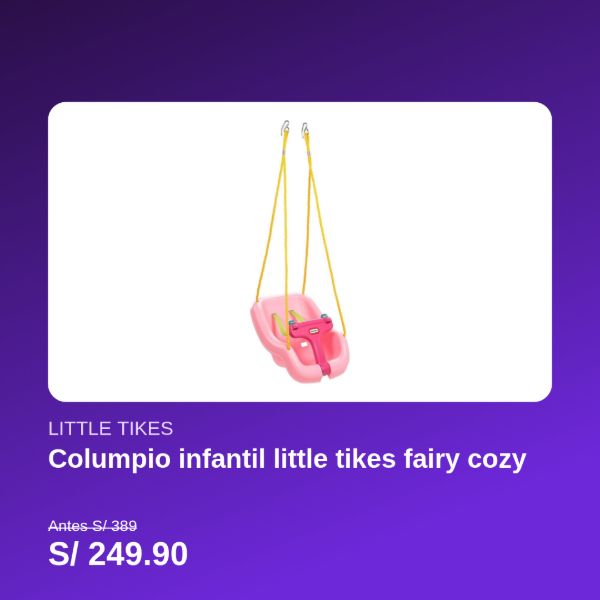 LITTLE TIKES
Columpio infantil little tikes fairy cozy
Antes S/ 389
S/ 249.90